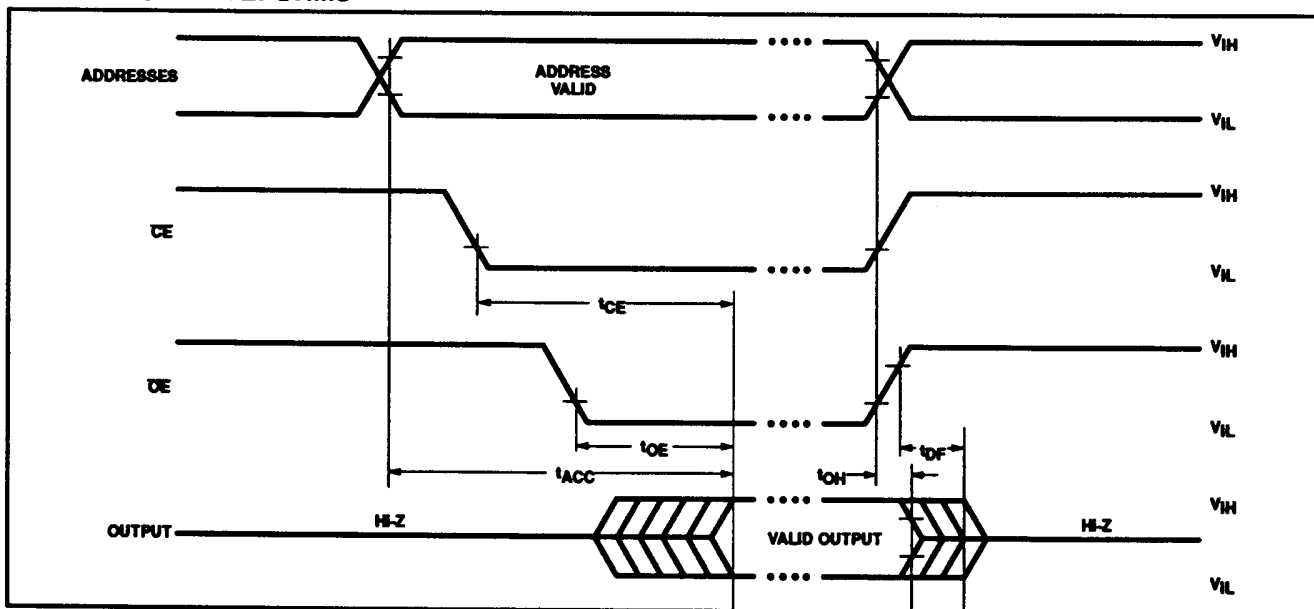 V_IH
ADDRESSES
ADDRESS
VALID
V_IL
V_IH
CE
V_IL
t_CE
V_IH
OE
t_OE
V_IL
t_DF
t_ACC
t_OH
V_IH
HI-Z
HI-Z
OUTPUT
VALID OUTPUT
V_IL